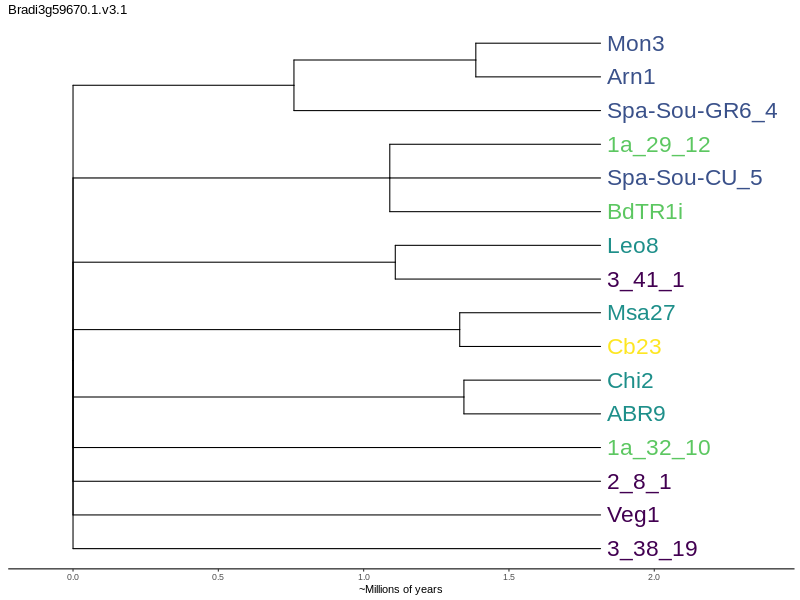 Bradi3g59670.1.v3.1
Mon3
Arn1
Spa-Sou-GR6_4
1a_29_12
Spa-Sou-CU_5
BdTR1i
Leo8
3_41_1
Msa27
Cb23
Chi2
ABR9
1a_32_10
2_8_1
Veg1
3_38_19
0.0 0.5 1.0 1.5 2.0
~Millions of years